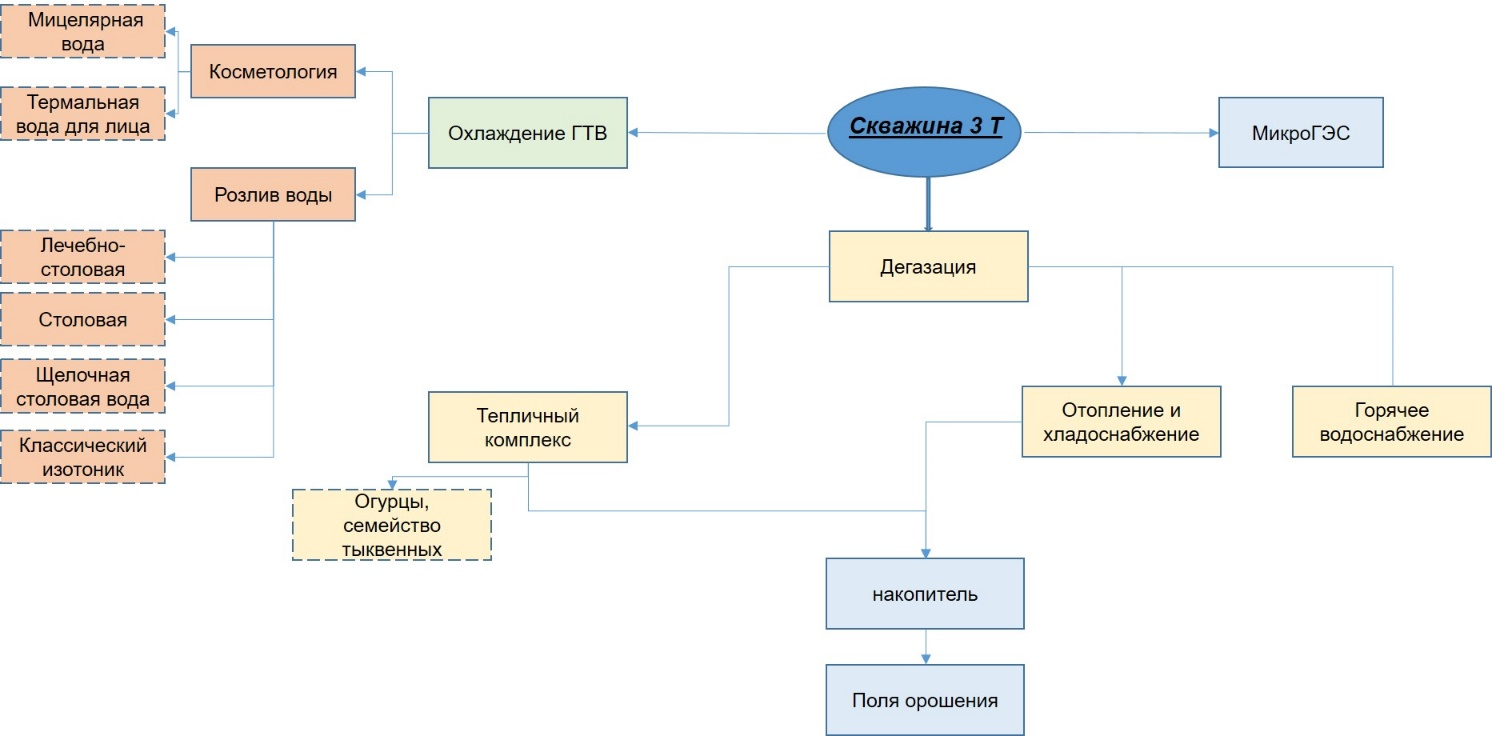 Мицелярная
вода
Косметология
Термальная
вода для лица
Охлаждение ГТВ
Скважина 3 Т
МикроГЭС
Розлив воды
Лечебно-
столовая
Столовая
Щелочная
столовая вода
Классический
изотоник
Дегазация
Тепличный
комплекс
Отопление и
хладоснабжение
Горячее
водоснабжение
Огурцы,
семейство
тыквенных
накопитель
Поля орошения